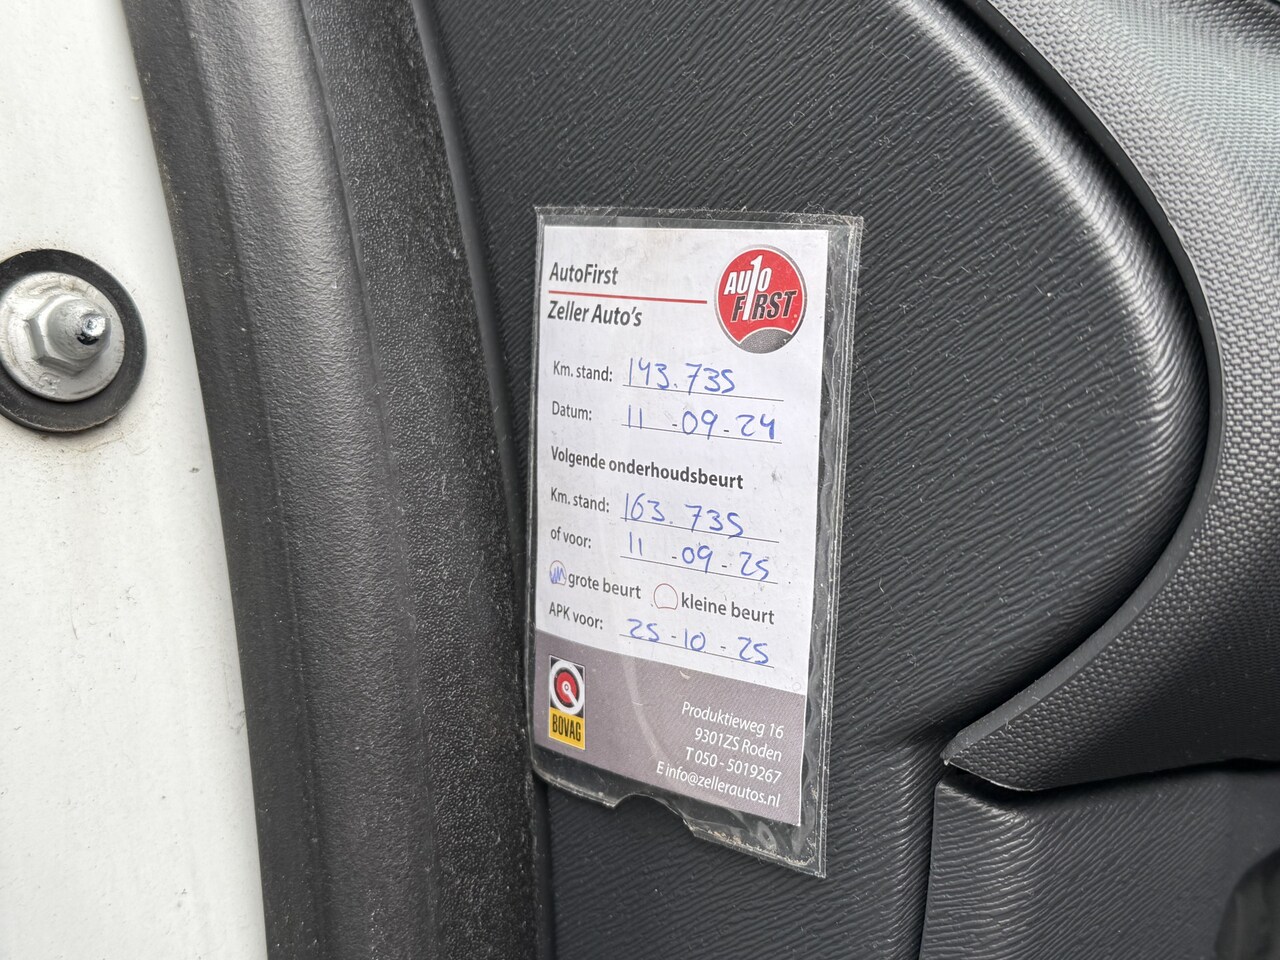 AutoFirst
Zeller Auto's
AUTO
FIRST
Km. stand: 143.735
Datum: 11-09-24
Volgende onderhoudsbeurt
Km. stand: 163.735
of voor: 11-09-25
grote beurt kleine beurt
APK voor: 25-10-25
BOVAG
Produktieweg 16
9301ZS Roden
T 050 - 5019267
E info@zellerautos.nl